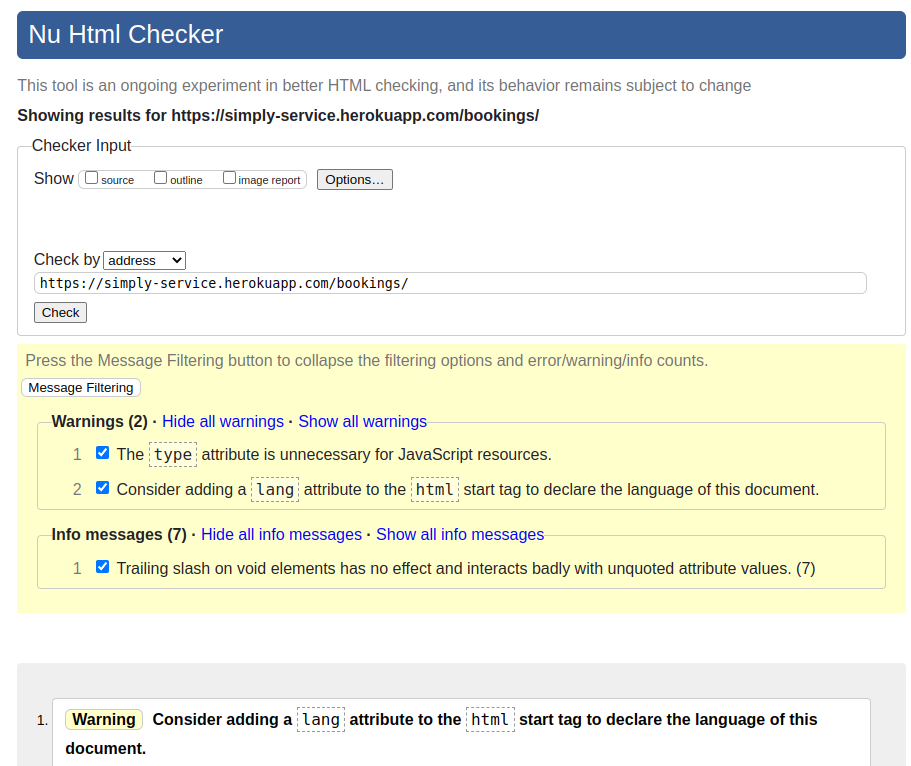 Nu Html Checker
This tool is an ongoing experiment in better HTML checking, and its behavior remains subject to change
Showing results for https://simply-service.herokuapp.com/bookings/
Checker Input
Show source outline image report Options…
Check by address
https://simply-service.herokuapp.com/bookings/
Check
Press the Message Filtering button to collapse the filtering options and error/warning/info counts.
Message Filtering
Warnings (2) · Hide all warnings · Show all warnings
1 The type attribute is unnecessary for JavaScript resources.
2 Consider adding a lang attribute to the html start tag to declare the language of this document.
Info messages (7) · Hide all info messages · Show all info messages
1 Trailing slash on void elements has no effect and interacts badly with unquoted attribute values. (7)
1. Warning Consider adding a lang attribute to the html start tag to declare the language of this
document.